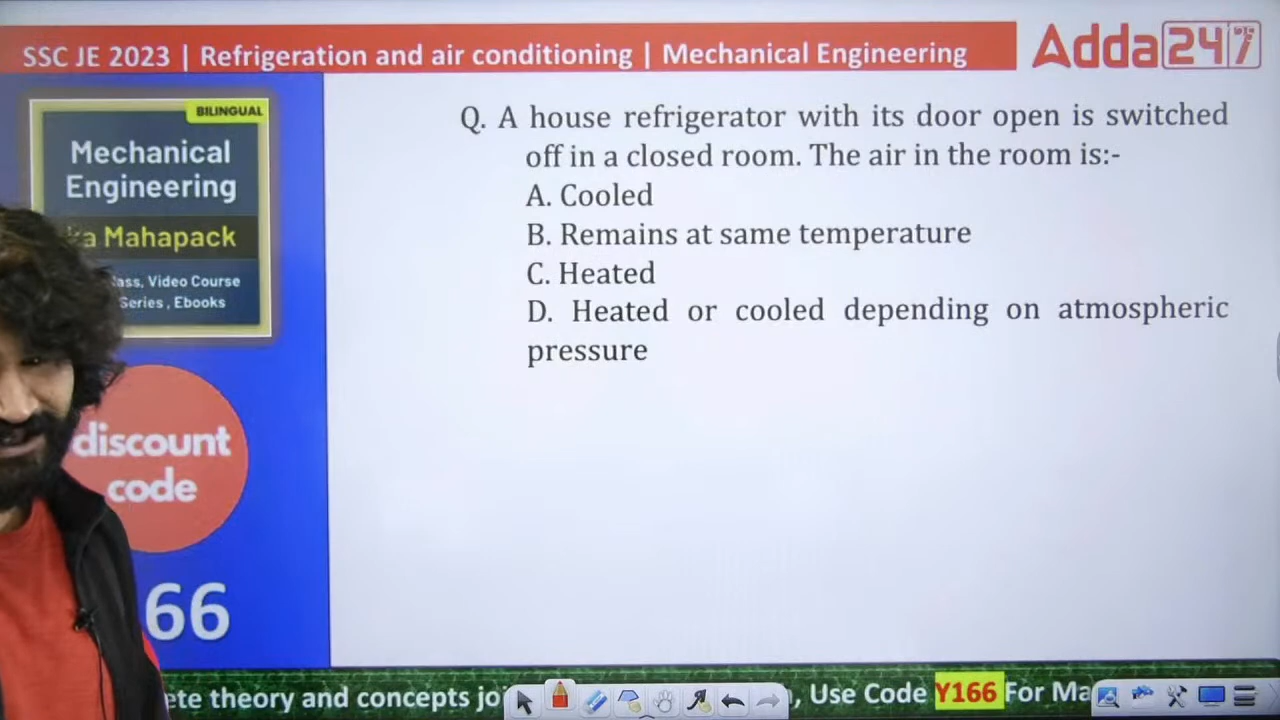 SSC JE 2023 | Refrigeration and air conditioning | Mechanical Engineering
Adda247
BILINGUAL
Mechanical
Engineering
ka Mahapack
Video Course
Series , Ebooks
discount
code
66
Q. A house refrigerator with its door open is switched
off in a closed room. The air in the room is:-
A. Cooled
B. Remains at same temperature
C. Heated
D. Heated or cooled depending on atmospheric
pressure
theory and concepts
, Use Code Y166 For